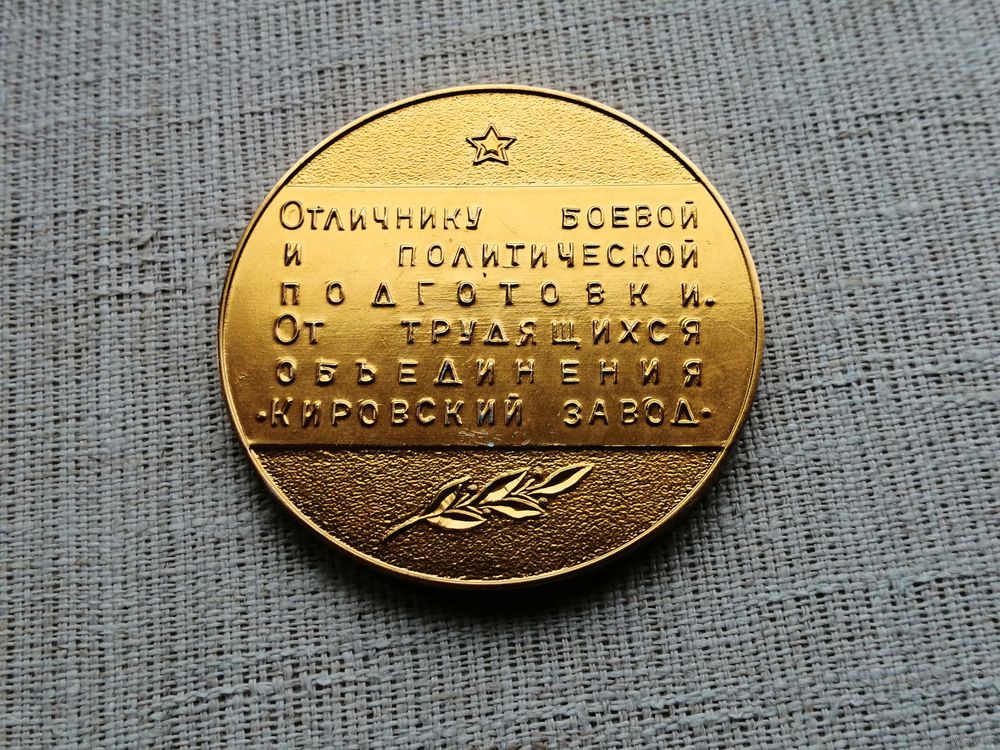 Отличнику боевой
и политической
подготовки.
От трудящихся
объединения
·Кировский завод·